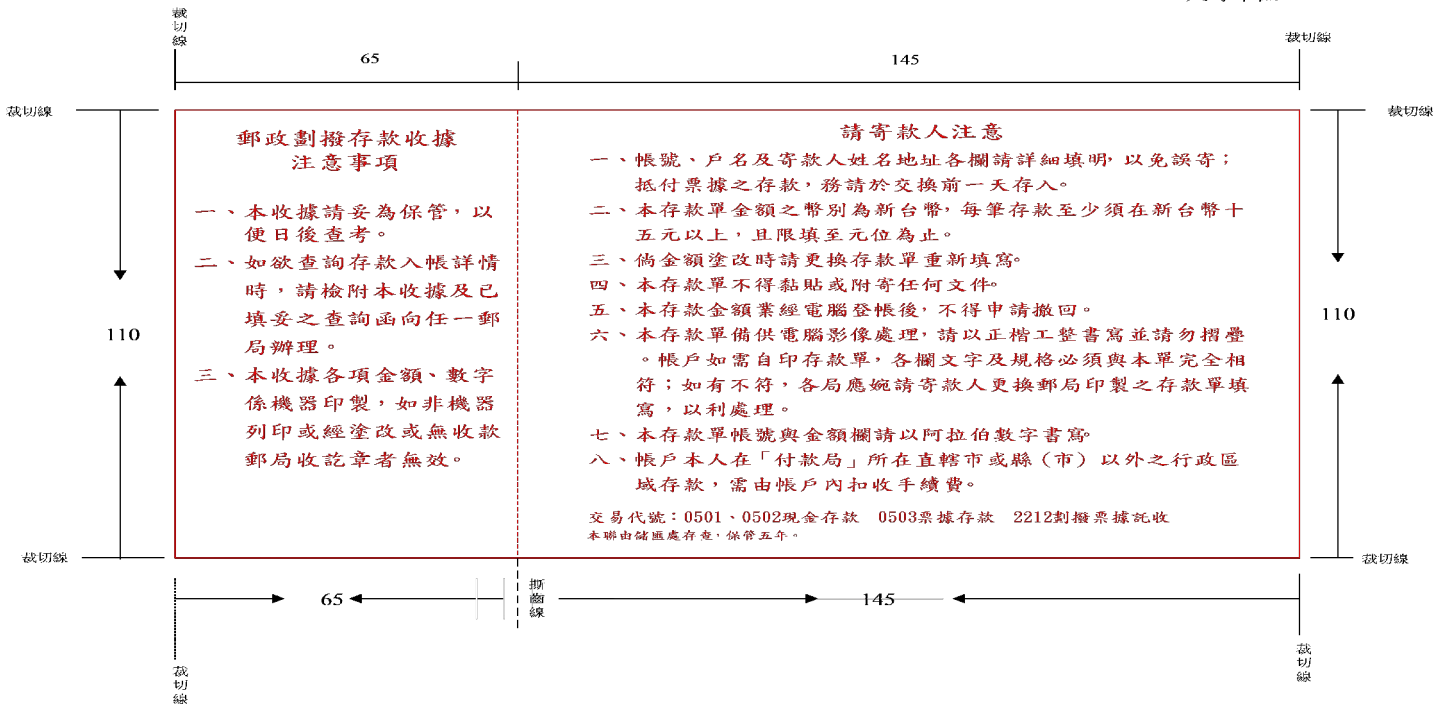 裁切線
裁切線
65
145
裁切線
裁切線
郵政劃撥存款收據
注意事項
一、本收據請妥為保管，以
便日後查考。
二、如欲查詢存款入帳詳情
時，請檢附本收據及已
填妥之查詢函向任一郵
局辦理。
三、本收據各項金額、數字
係機器印製，如非機器
列印或經塗改或無收款
郵局收訖章者無效。
請寄款人注意
一、帳號、戶名及寄款人姓名地址各欄請詳細填明，以免誤寄；
抵付票據之存款，務請於交換前一天存入。
二、本存款單金額之幣別為新台幣，每筆存款至少須在新台幣十
五元以上，且限填至元位為止。
三、倘金額塗改時請更換存款單重新填寫。
四、本存款單不得黏貼或附寄任何文件。
五、本存款金額業經電腦登帳後，不得申請撤回。
六、本存款單備供電腦影像處理，請以正楷工整書寫並請勿摺疊
。帳戶如需自印存款單，各欄文字及規格必須與本單完全相
符；如有不符，各局應婉請寄款人更換郵局印製之存款單填
寫，以利處理。
七、本存款單帳號與金額欄請以阿拉伯數字書寫。
八、帳戶本人在「付款局」所在直轄市或縣（市）以外之行政區
域存款，需由帳戶內扣收手續費。
交易代號：0501、0502現金存款　0503票據存款　2212劃撥票據託收
本聯由儲匯處存查，保管五年。
110
110
裁切線
裁切線
65
撕齒線
145
裁切線
裁切線